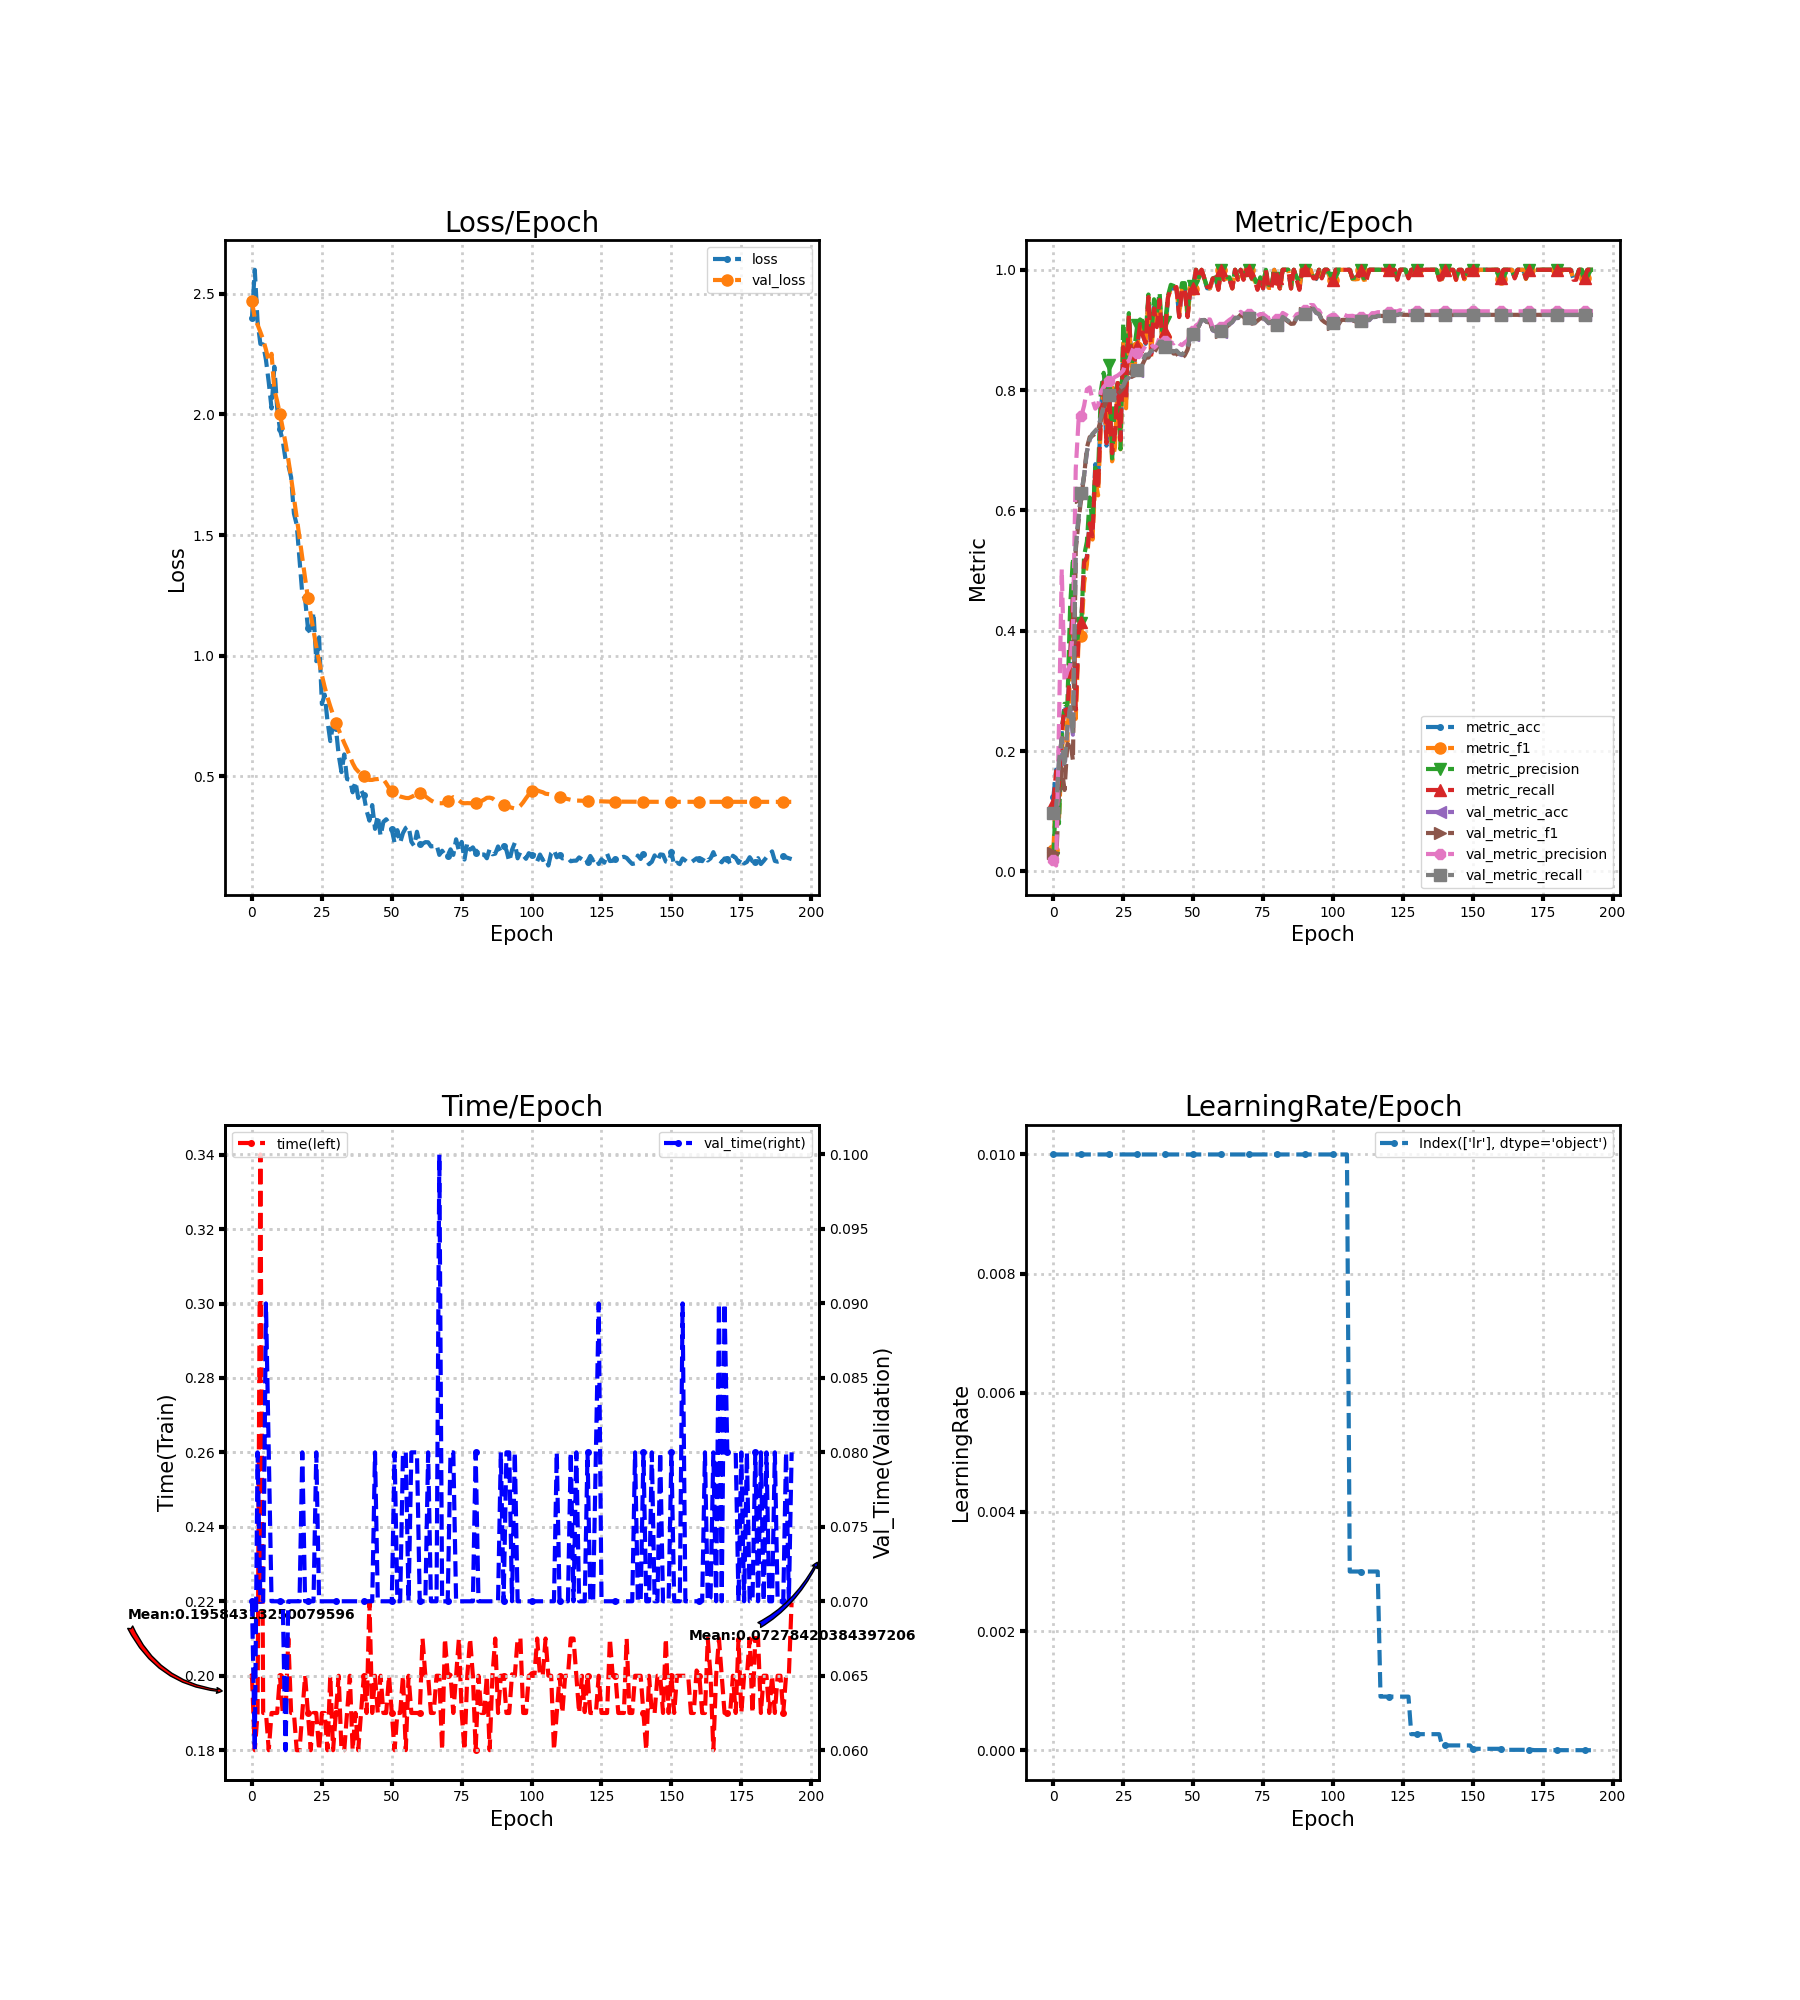 Loss/Epoch
loss
val_loss
2.5
2.0
1.5
1.0
0.5
Loss
0
25
50
75
100
125
150
175
200
Epoch
Metric/Epoch
1.0
0.8
0.6
0.4
0.2
0.0
Metric
metric_acc
metric_f1
metric_precision
metric_recall
val_metric_acc
val_metric_f1
val_metric_precision
val_metric_recall
0
25
50
75
100
125
150
175
200
Epoch
Time/Epoch
time(left)
val_time(right)
0.34
0.32
0.30
0.28
0.26
0.24
0.22
0.20
0.18
Time(Train)
0.100
0.095
0.090
0.085
0.080
0.075
0.070
0.065
0.060
Val_Time(Validation)
Mean:0.07278420384397206
0
25
50
75
100
125
150
175
200
Epoch
LearningRate/Epoch
Index(['lr'], dtype='object')
0.010
0.008
0.006
0.004
0.002
0.000
LearningRate
0
25
50
75
100
125
150
175
200
Epoch